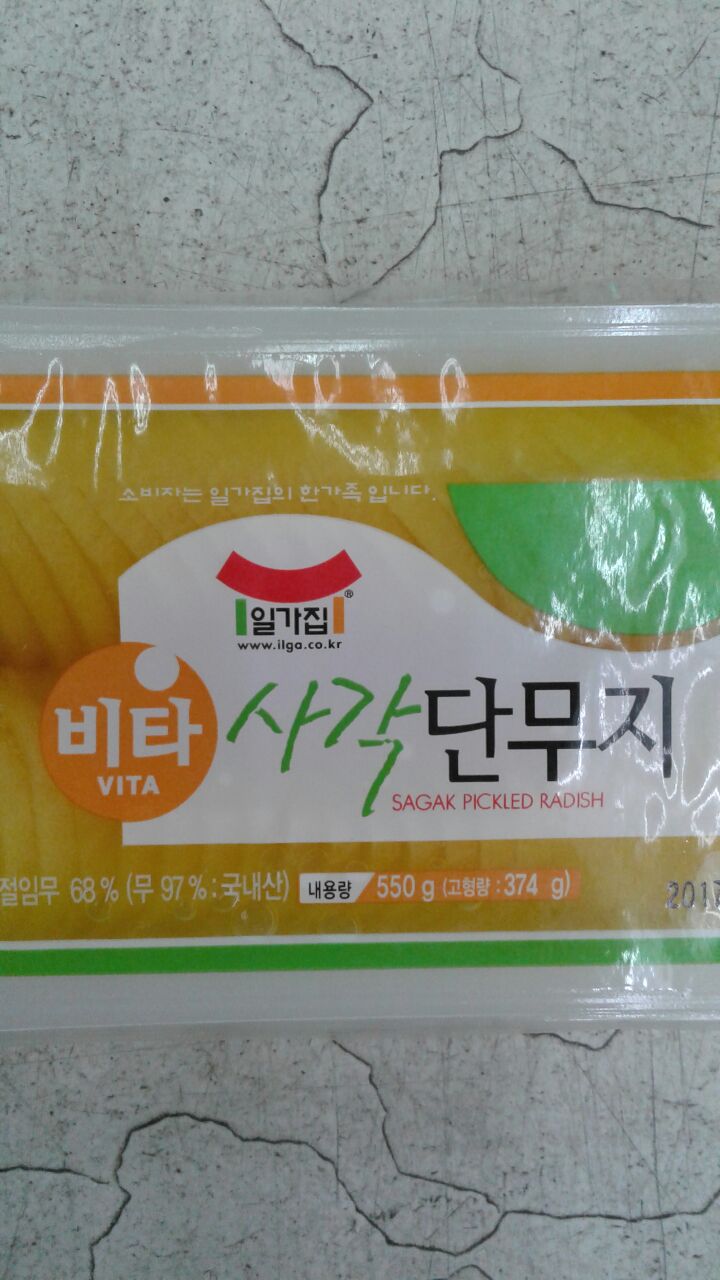 소비자는 일가집의 한가족 입니다.
일가집®
www.ilga.co.kr
비타
VITA
사각단무지
SAGAK PICKLED RADISH
절임무 68 % (무 97 % : 국내산) 내용량 550 g (고형량 : 374 g)